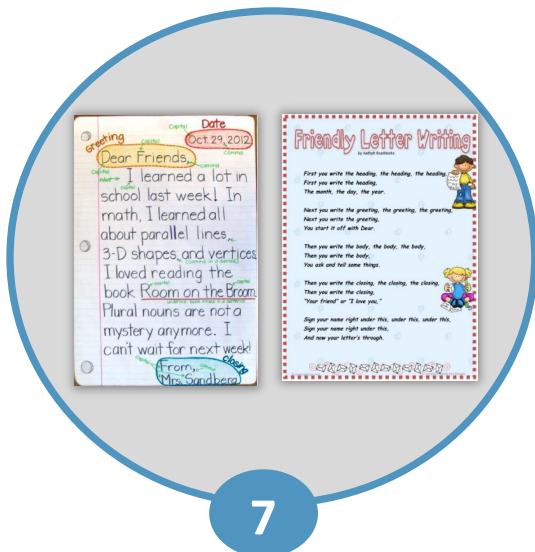 Date
Capital
Greeting
Capital
Oct. 29, 2012
Comma
Dear Friends,
Comma
Capital
Indent
I learned a lot in
Capital
school last week! In
math, I learned all
about parallel lines,
3-D shapes, and vertices.
I loved reading the
book Room on the Broom.
Plural nouns are not a
mystery anymore. I
can't wait for next week!
Closing
From,
Mrs. Sandberg
Friendly Letter Writing
First you write the heading, the heading, the heading,
First you write the heading,
The month, the day, the year.
Next you write the greeting, the greeting, the greeting,
Next you write the greeting,
You start it off with Dear.
Then you write the body, the body, the body,
Then you write the body,
You ask and tell some things.
Then you write the closing, the closing, the closing,
Then you write the closing,
"Your friend" or "I love you,"
Sign your name right under this, under this, under this,
Sign your name right under this,
And now your letter's through.
7